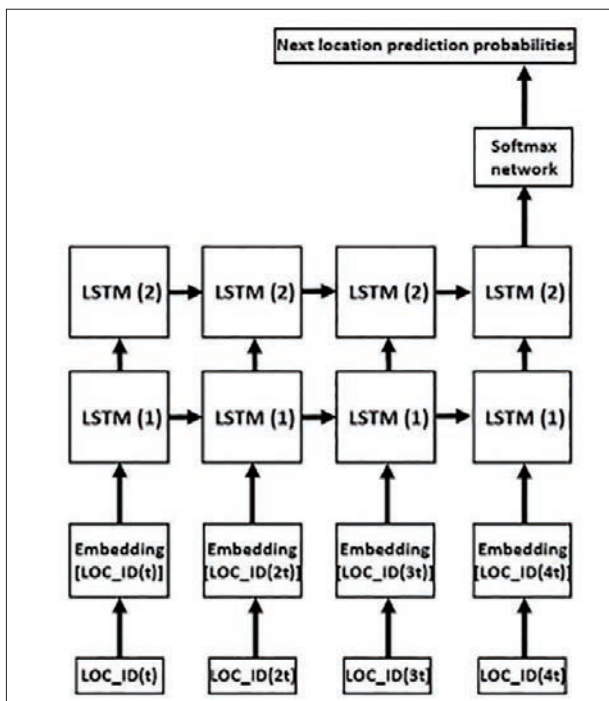 Next location prediction probabilities
Softmax
network
LSTM (2) LSTM (2) LSTM (2) LSTM (2)
LSTM (1) LSTM (1) LSTM (1) LSTM (1)
Embedding Embedding Embedding Embedding
[LOC_ID(t)] [LOC_ID(2t)] [LOC_ID(3t)] [LOC_ID(4t)]
LOC_ID(t) LOC_ID(2t) LOC_ID(3t) LOC_ID(4t)